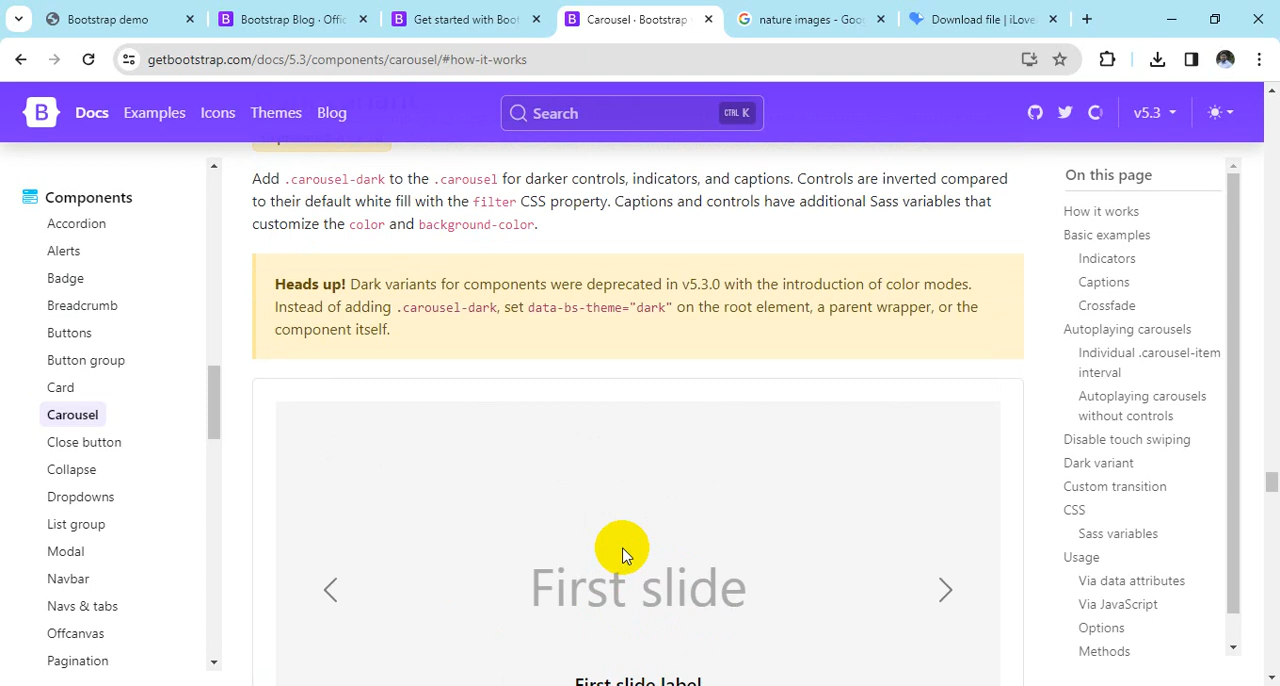 Bootstrap demo
Bootstrap Blog · Offic
Get started with Boot
Carousel · Bootstrap
nature images - Goo
Download file | iLove
getbootstrap.com/docs/5.3/components/carousel/#how-it-works
B Docs Examples Icons Themes Blog
Search
CTRL K
v5.3
Components
Accordion
Alerts
Badge
Breadcrumb
Buttons
Button group
Card
Carousel
Close button
Collapse
Dropdowns
List group
Modal
Navbar
Navs & tabs
Offcanvas
Pagination
Add .carousel-dark to the .carousel for darker controls, indicators, and captions. Controls are inverted compared
to their default white fill with the filter CSS property. Captions and controls have additional Sass variables that
customize the color and background-color.
Heads up! Dark variants for components were deprecated in v5.3.0 with the introduction of color modes.
Instead of adding .carousel-dark, set data-bs-theme="dark" on the root element, a parent wrapper, or the
component itself.
First slide
First slide label
On this page
How it works
Basic examples
Indicators
Captions
Crossfade
Autoplaying carousels
Individual .carousel-item
interval
Autoplaying carousels
without controls
Disable touch swiping
Dark variant
Custom transition
CSS
Sass variables
Usage
Via data attributes
Via JavaScript
Options
Methods